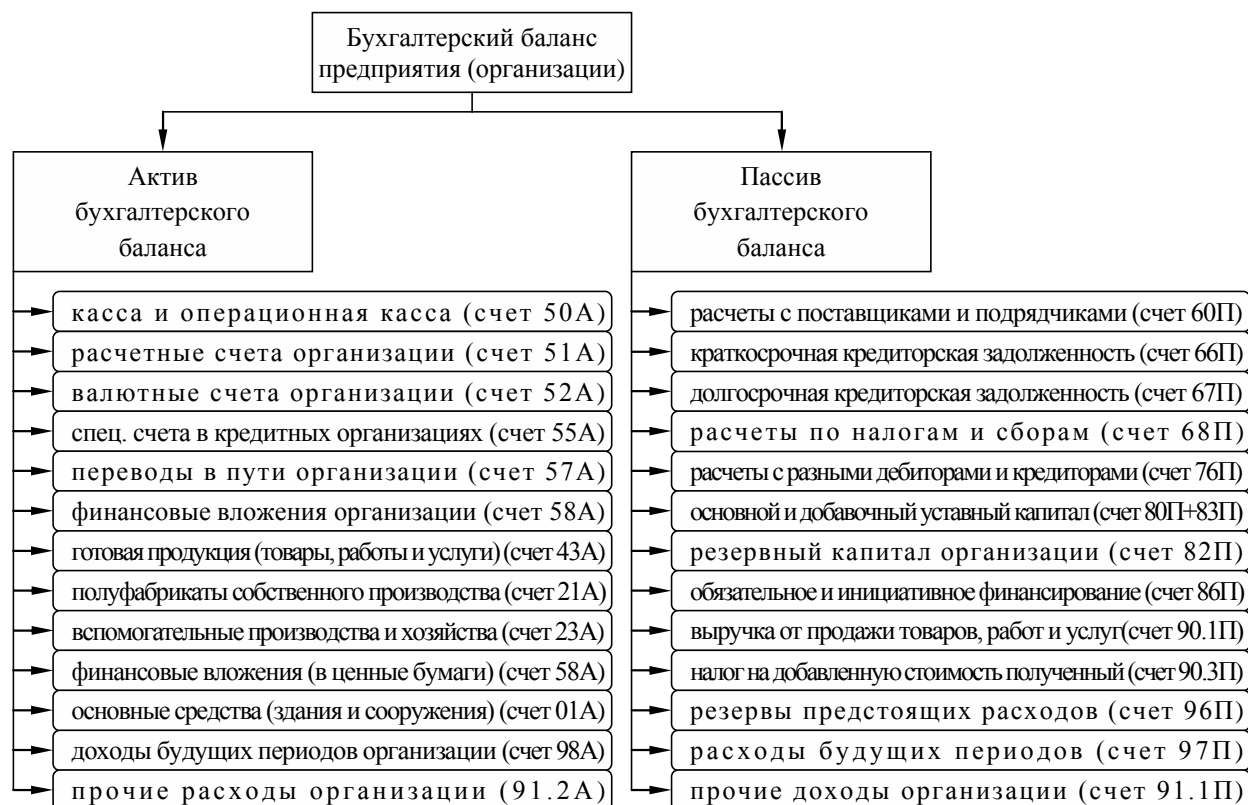 Бухгалтерский баланс
предприятия (организации)
Актив
бухгалтерского
баланса
касса и операционная касса (счет 50А)
расчетные счета организации (счет 51А)
валютные счета организации (счет 52А)
спец. счета в кредитных организациях (счет 55А)
переводы в пути организации (счет 57А)
финансовые вложения организации (счет 58А)
готовая продукция (товары, работы и услуги) (счет 43А)
полуфабрикаты собственного производства (счет 21А)
вспомогательные производства и хозяйства (счет 23А)
финансовые вложения (в ценные бумаги) (счет 58А)
основные средства (здания и сооружения) (счет 01А)
доходы будущих периодов организации (счет 98А)
прочие расходы организации (91.2А)
Пассив
бухгалтерского
баланса
расчеты с поставщиками и подрядчиками (счет 60П)
краткосрочная кредиторская задолженность (счет 66П)
долгосрочная кредиторская задолженность (счет 67П)
расчеты по налогам и сборам (счет 68П)
расчеты с разными дебиторами и кредиторами (счет 76П)
основной и добавочный уставный капитал (счет 80П+83П)
резервный капитал организации (счет 82П)
обязательное и инициативное финансирование (счет 86П)
выручка от продажи товаров, работ и услуг(счет 90.1П)
налог на добавленную стоимость полученный (счет 90.3П)
резервы предстоящих расходов (счет 96П)
расходы будущих периодов (счет 97П)
прочие доходы организации (счет 91.1П)